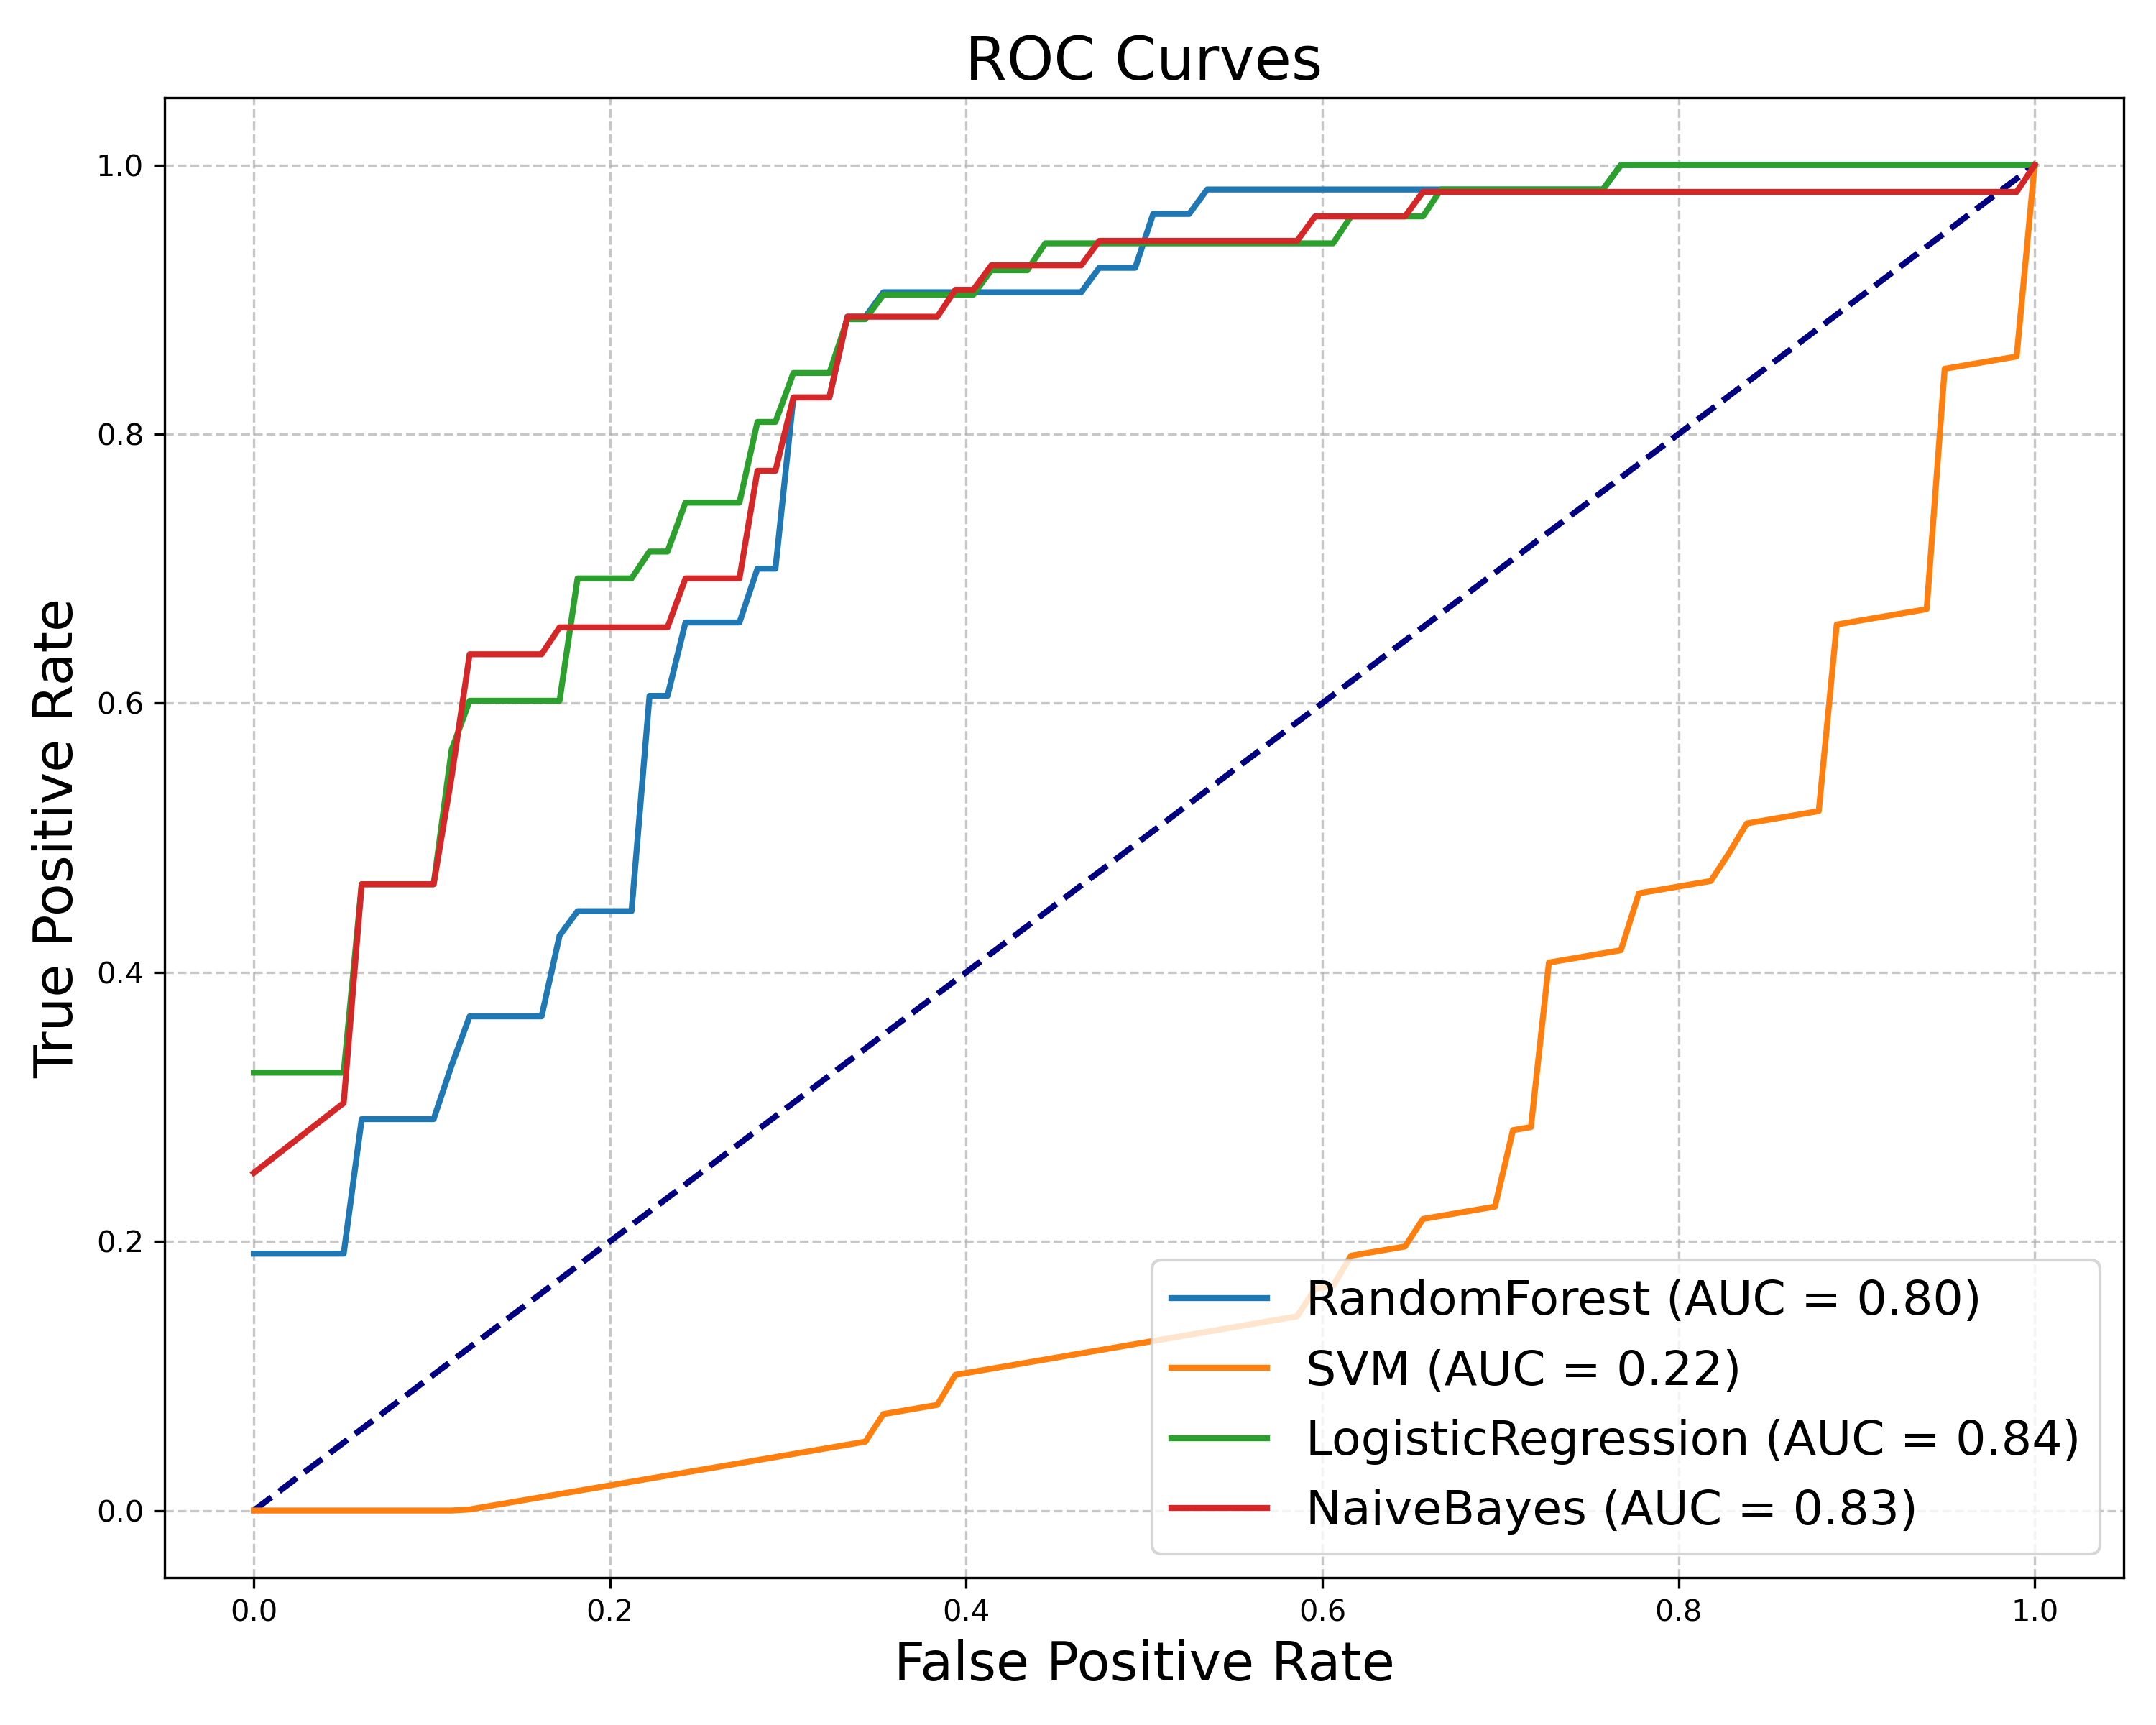 ROC Curves
True Positive Rate
1.0
0.8
0.6
0.4
0.2
0.0
0.0 0.2 0.4 0.6 0.8 1.0
False Positive Rate
RandomForest (AUC = 0.80)
SVM (AUC = 0.22)
LogisticRegression (AUC = 0.84)
NaiveBayes (AUC = 0.83)